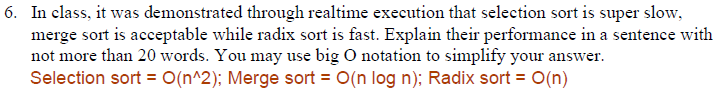 6. In class, it was demonstrated through realtime execution that selection sort is super slow,
merge sort is acceptable while radix sort is fast. Explain their performance in a sentence with
not more than 20 words. You may use big O notation to simplify your answer.
Selection sort = O(n^2); Merge sort = O(n log n); Radix sort = O(n)